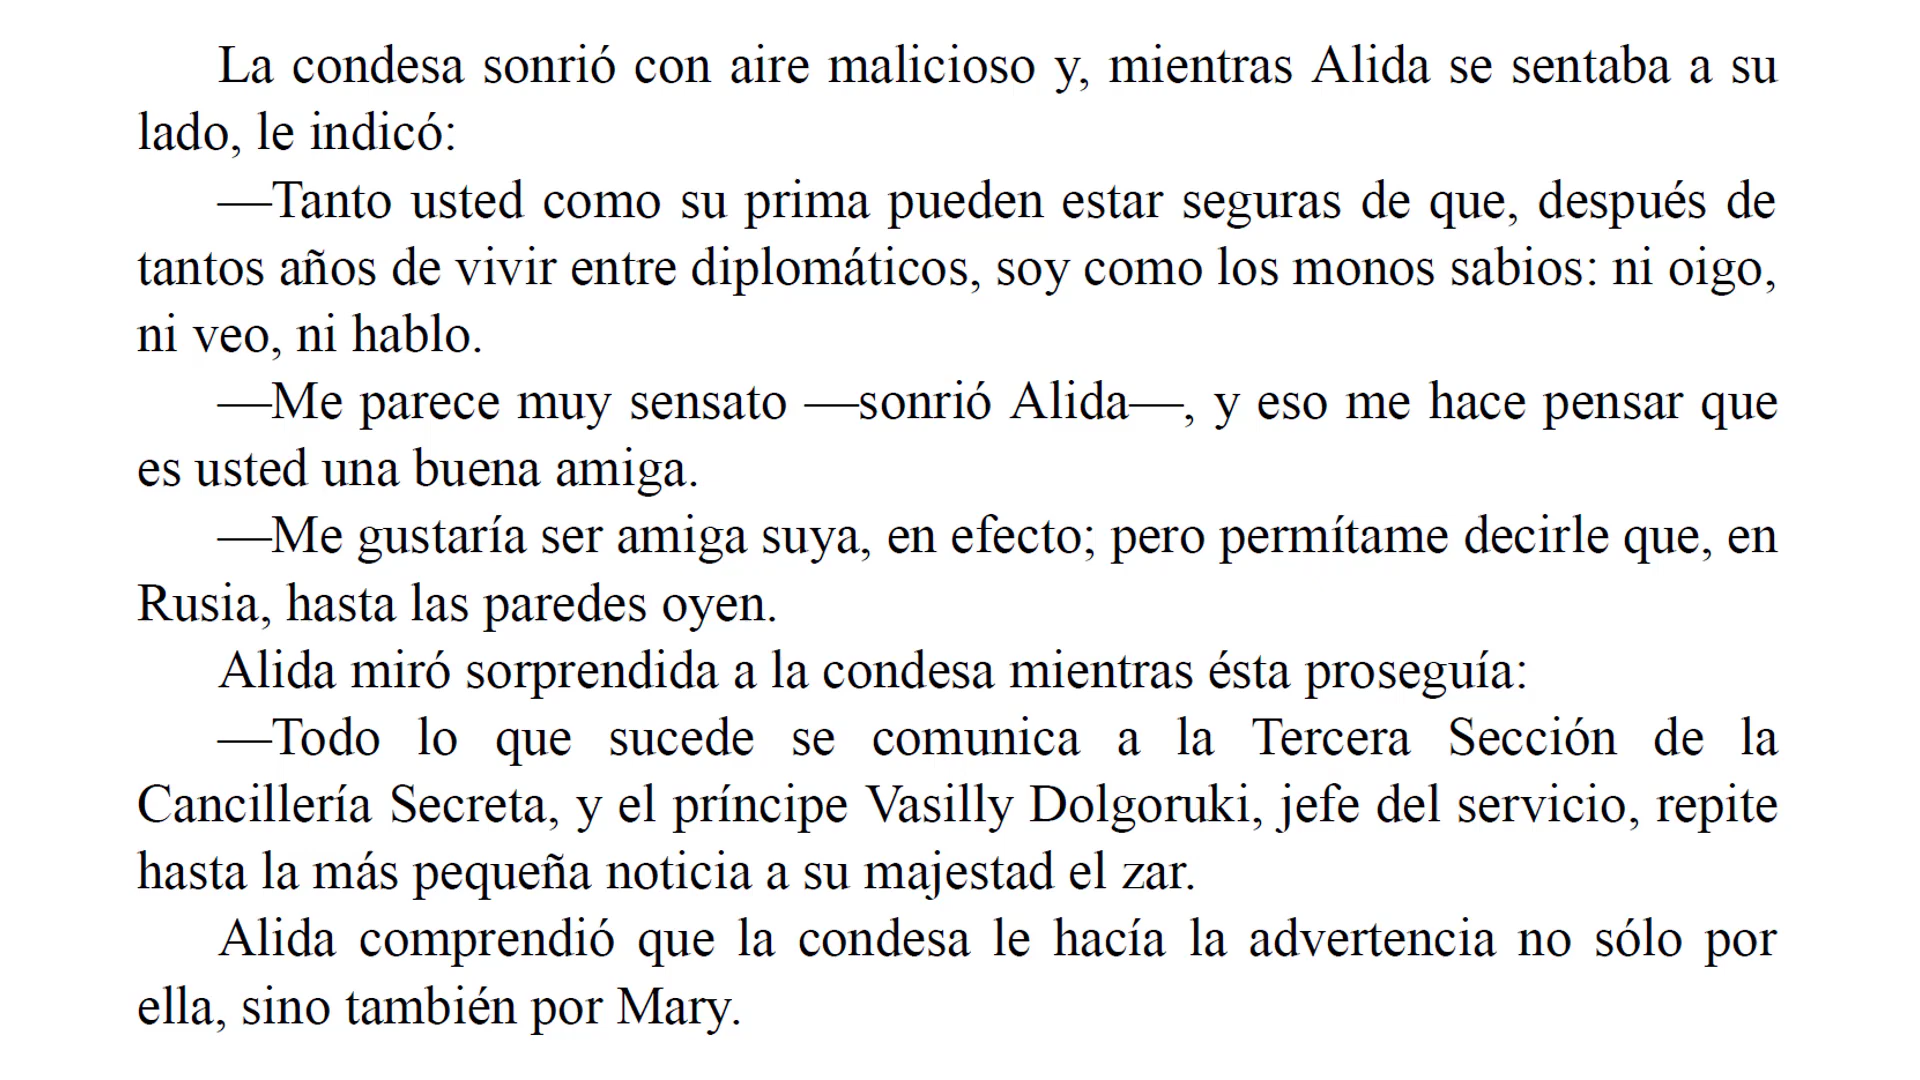 La condesa sonrió con aire malicioso y, mientras Alida se sentaba a su
lado, le indicó:
—Tanto usted como su prima pueden estar seguras de que, después de
tantos años de vivir entre diplomáticos, soy como los monos sabios: ni oigo,
ni veo, ni hablo.
—Me parece muy sensato —sonrió Alida—, y eso me hace pensar que
es usted una buena amiga.
—Me gustaría ser amiga suya, en efecto; pero permítame decirle que, en
Rusia, hasta las paredes oyen.
Alida miró sorprendida a la condesa mientras ésta proseguía:
—Todo lo que sucede se comunica a la Tercera Sección de la
Cancillería Secreta, y el príncipe Vasilly Dolgoruki, jefe del servicio, repite
hasta la más pequeña noticia a su majestad el zar.
Alida comprendió que la condesa le hacía la advertencia no sólo por
ella, sino también por Mary.